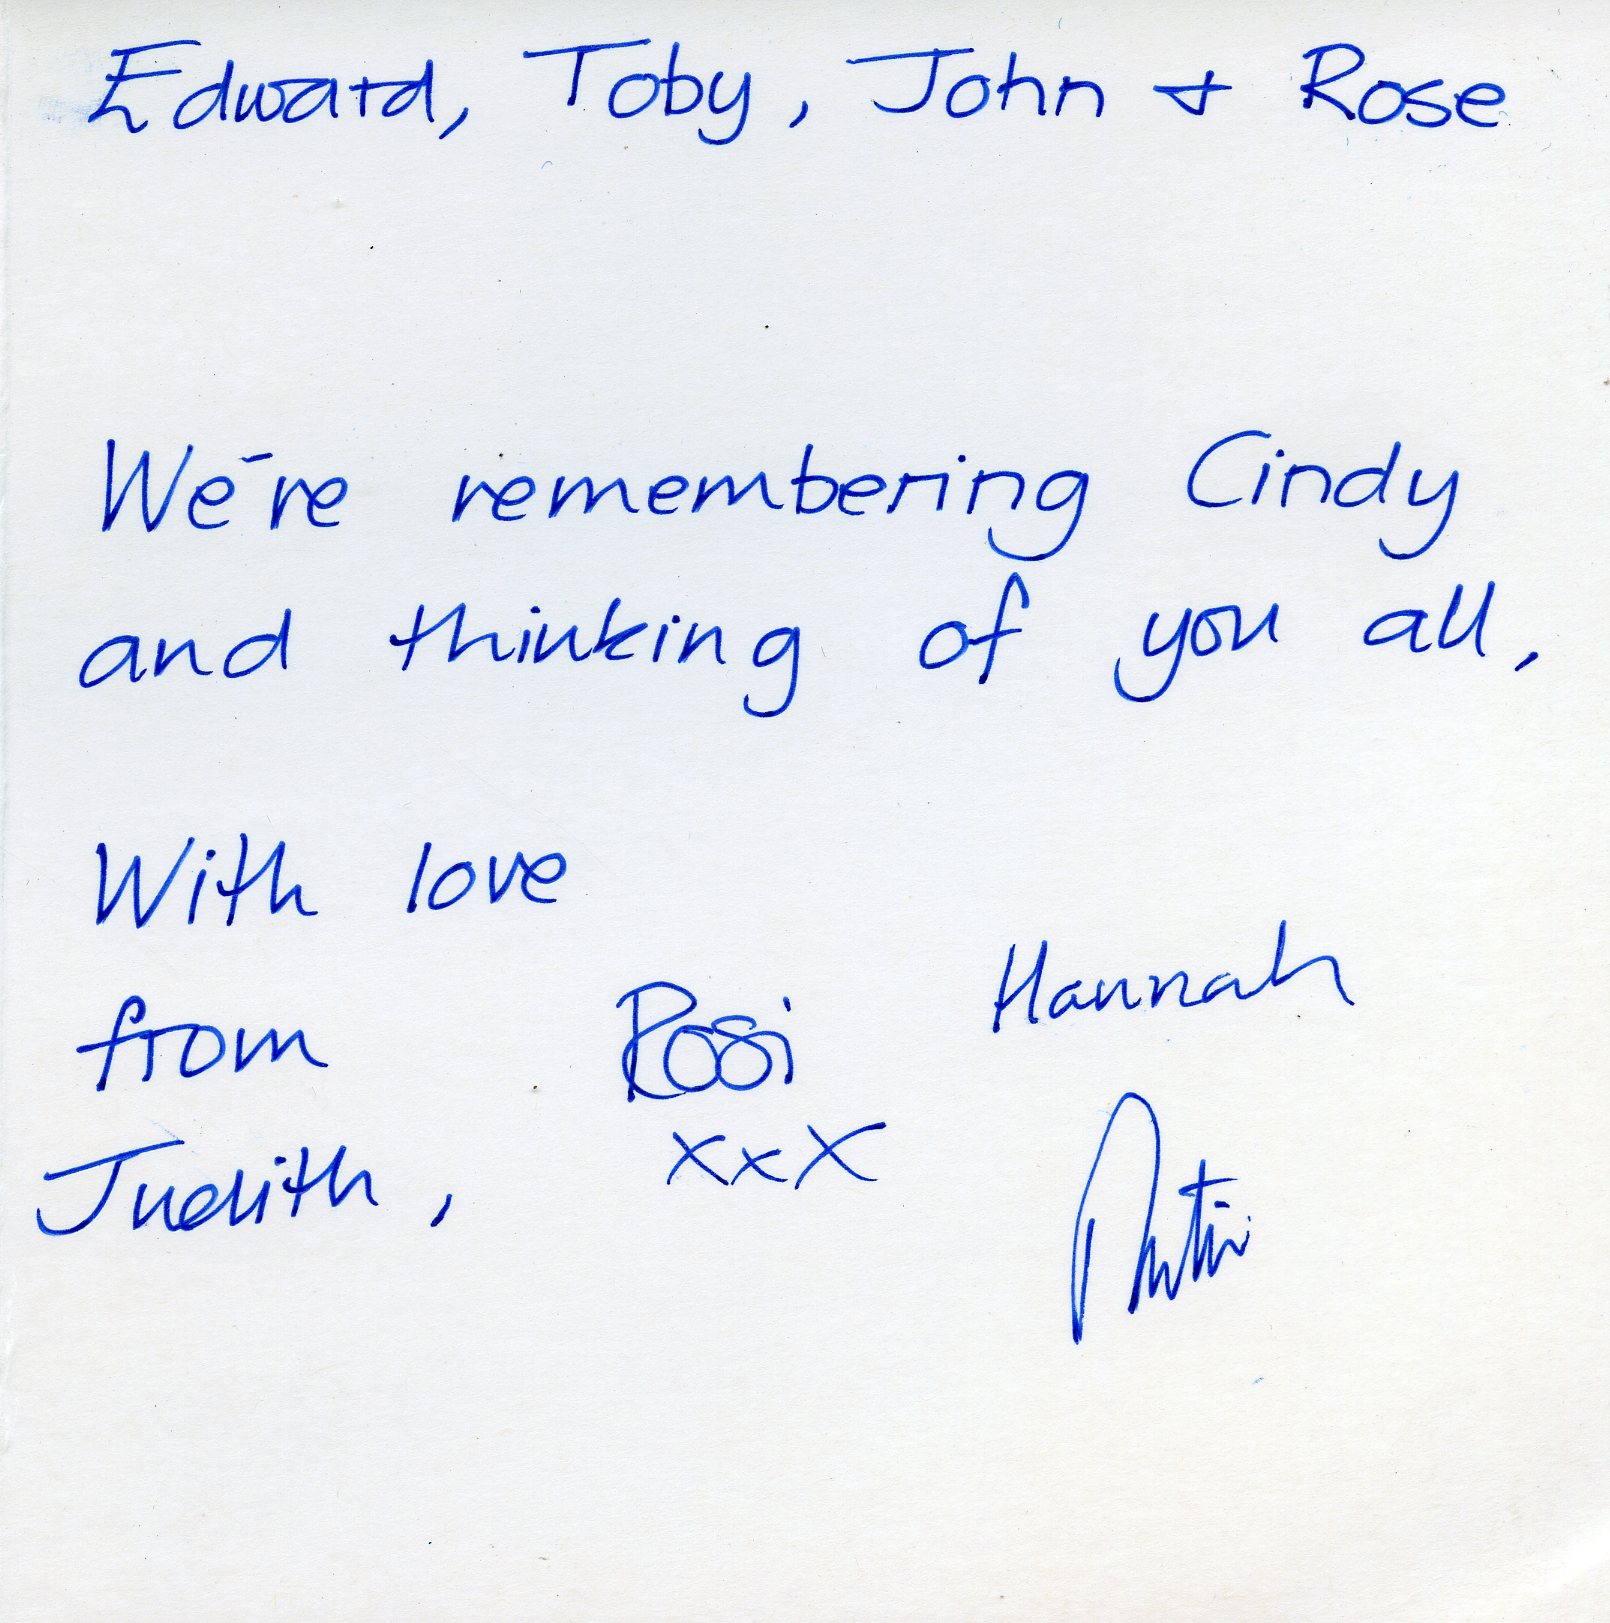 Edward, Toby, John + Rose
We're remembering Cindy
and thinking of you all,
With love
from
Judith,
Rosi
xxx
Hannah